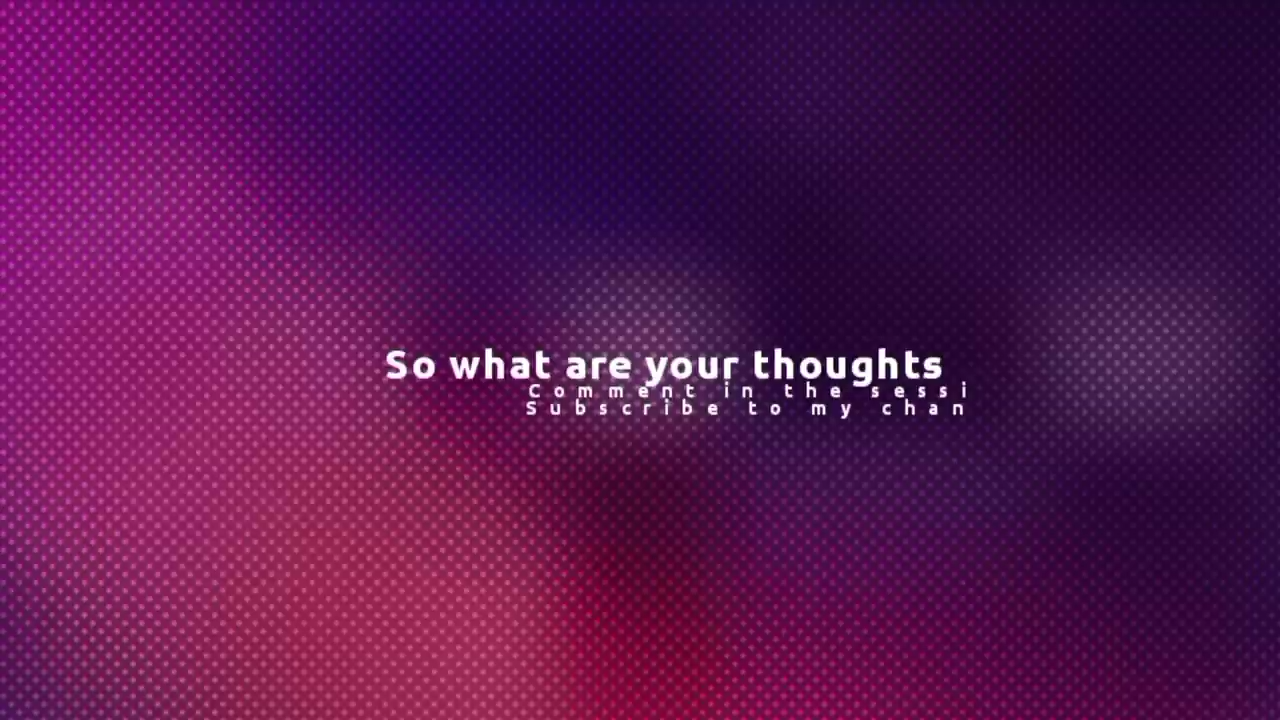 So what are your thoughts
Comment in the sessi
Subscribe to my chan